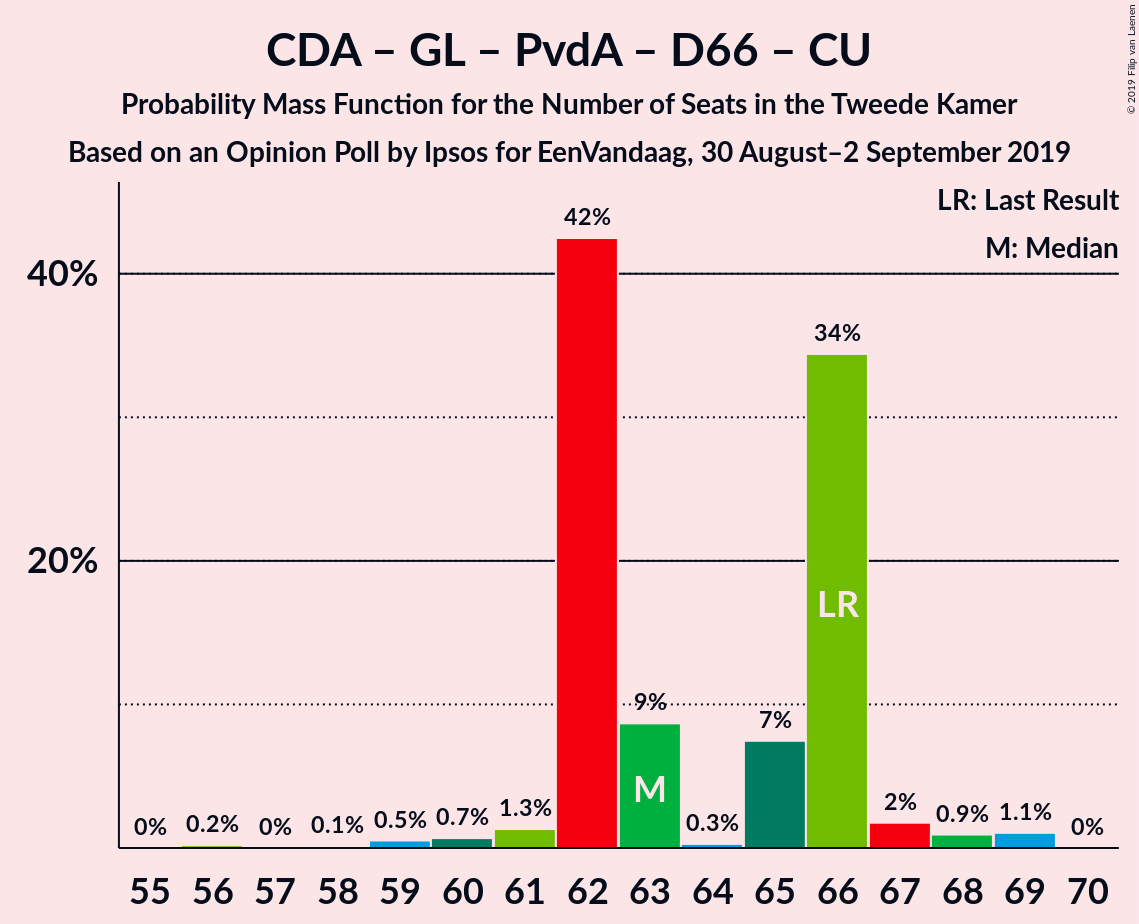 CDA – GL – PvdA – D66 – CU
Probability Mass Function for the Number of Seats in the Tweede Kamer
Based on an Opinion Poll by Ipsos for EenVandaag, 30 August–2 September 2019
© 2019 Filip van Laenen
LR: Last Result
M: Median
40%
20%
0%
0.2%
0%
0.1%
0.5%
0.7%
1.3%
42%
9%
0.3%
7%
34%
2%
0.9%
1.1%
0%
M
LR
55 56 57 58 59 60 61 62 63 64 65 66 67 68 69 70